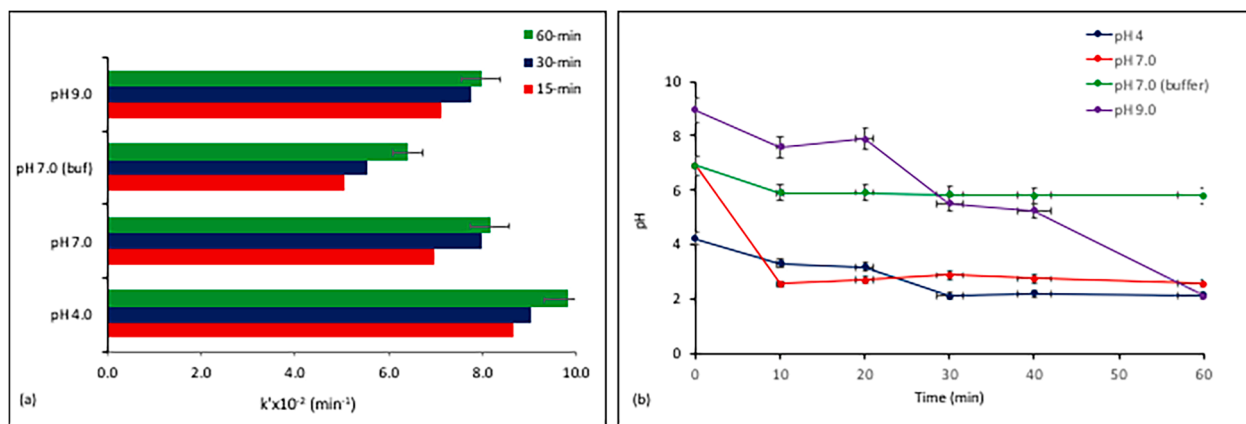 60-min
30-min
15-min
pH 9.0
pH 7.0 (buf)
pH 7.0
pH 4.0
0.0 2.0 4.0 6.0 8.0 10.0
(a)
k'x10⁻² (min⁻¹)
pH 4
pH 7.0
pH 7.0 (buffer)
pH 9.0
10
8
6
4
2
0
pH
0 10 20 30 40 50 60
(b)
Time (min)